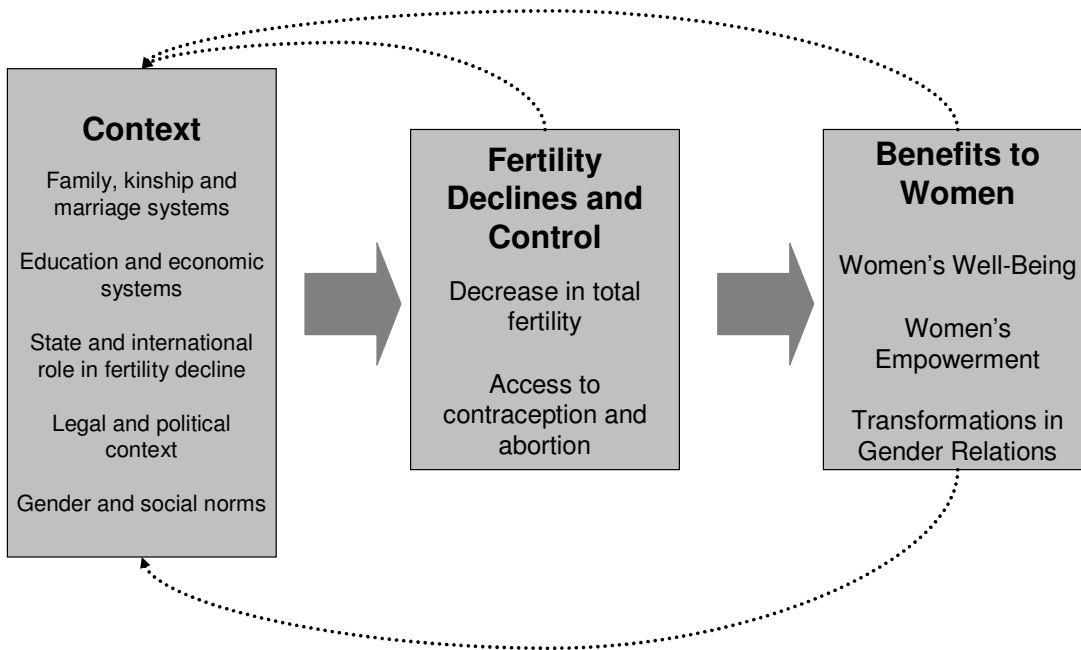 Context
Family, kinship and
marriage systems
Education and economic
systems
State and international
role in fertility decline
Legal and political
context
Gender and social norms
Fertility
Declines and
Control
Decrease in total
fertility
Access to
contraception and
abortion
Benefits to
Women
Women’s Well-Being
Women’s
Empowerment
Transformations in
Gender Relations